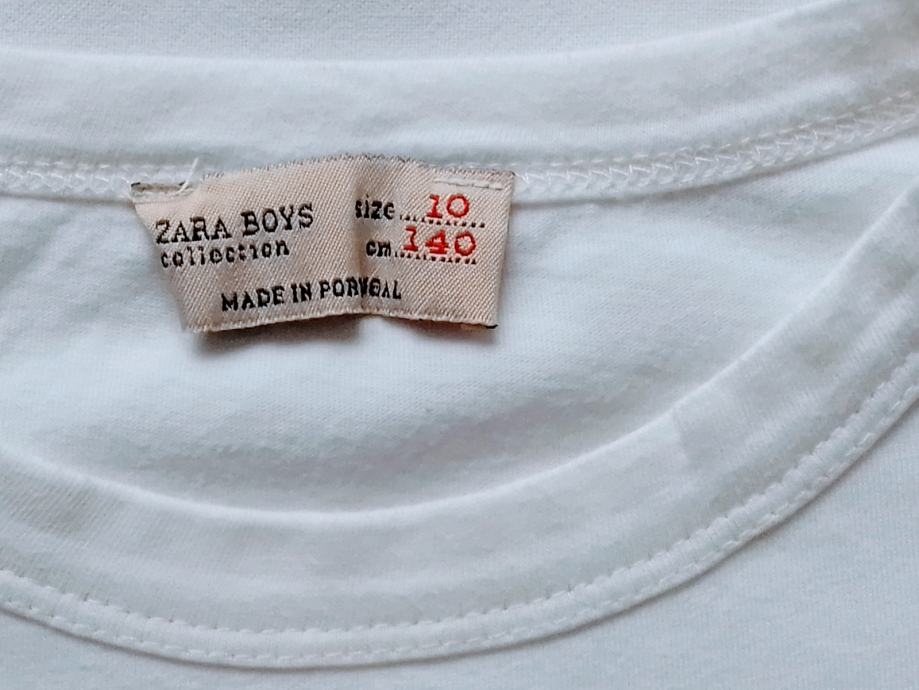 ZARA BOYS
collection
size 10
cm 140
MADE IN PORTUGAL